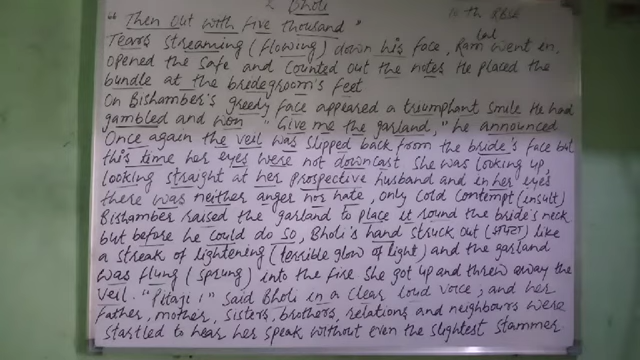 2 Bholi
10th RBSE
" Then out with five thousand "
Tears streaming (flowing) down his face, Ram lal went in,
opened the safe and counted out the notes He placed the
bundle at the bridegroom's feet
On Bishamber's greedy face appeared a triumphant smile He had
gambled and won " Give me the garland, " he announced
Once again the veil was slipped back from the bride's face but
this time her eyes were not downcast She was looking up,
looking straight at her prospective husband and in her eyes
there was neither anger nor hate, only cold contempt (insult)
Bishamber raised the garland to place it round the bride's neck
but before he could do so, Bholi's hand struck out like
a streak of lightening (terrible glow of light) and the garland
was flung (sprung) into the fire She got up and threw away the
veil. "Pitaji !" said Bholi in a clear loud voice; and her
father, mother, sisters, brothers, relations and neighbours were
startled to hear her speak without even the slightest stammer